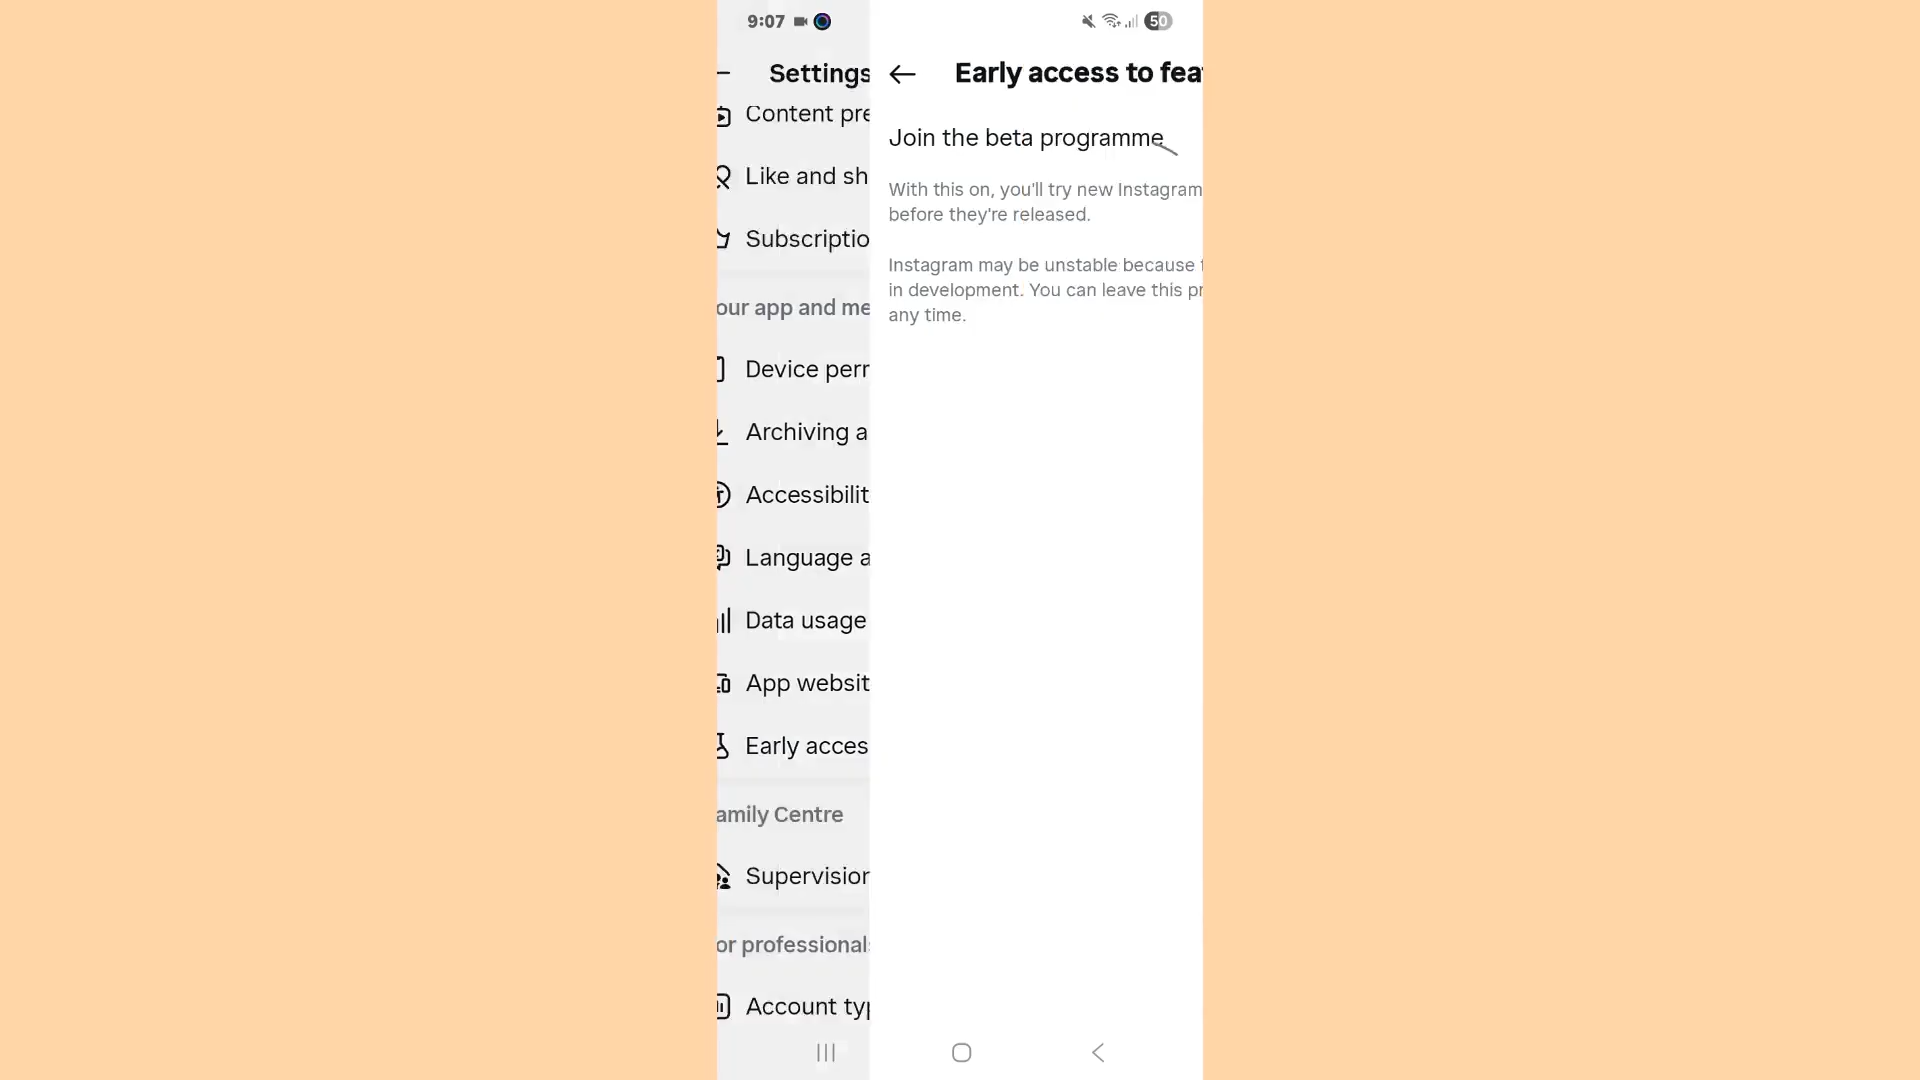 9:07
50
Settings
Content pre
Like and sh
Subscriptio
our app and me
Device perr
Archiving a
Accessibilit
Language a
Data usage
App websit
Early acces
amily Centre
Supervision
or professionals
Account typ
Early access to feat
Join the beta programme
With this on, you'll try new Instagram
before they're released.
Instagram may be unstable because t
in development. You can leave this pr
any time.